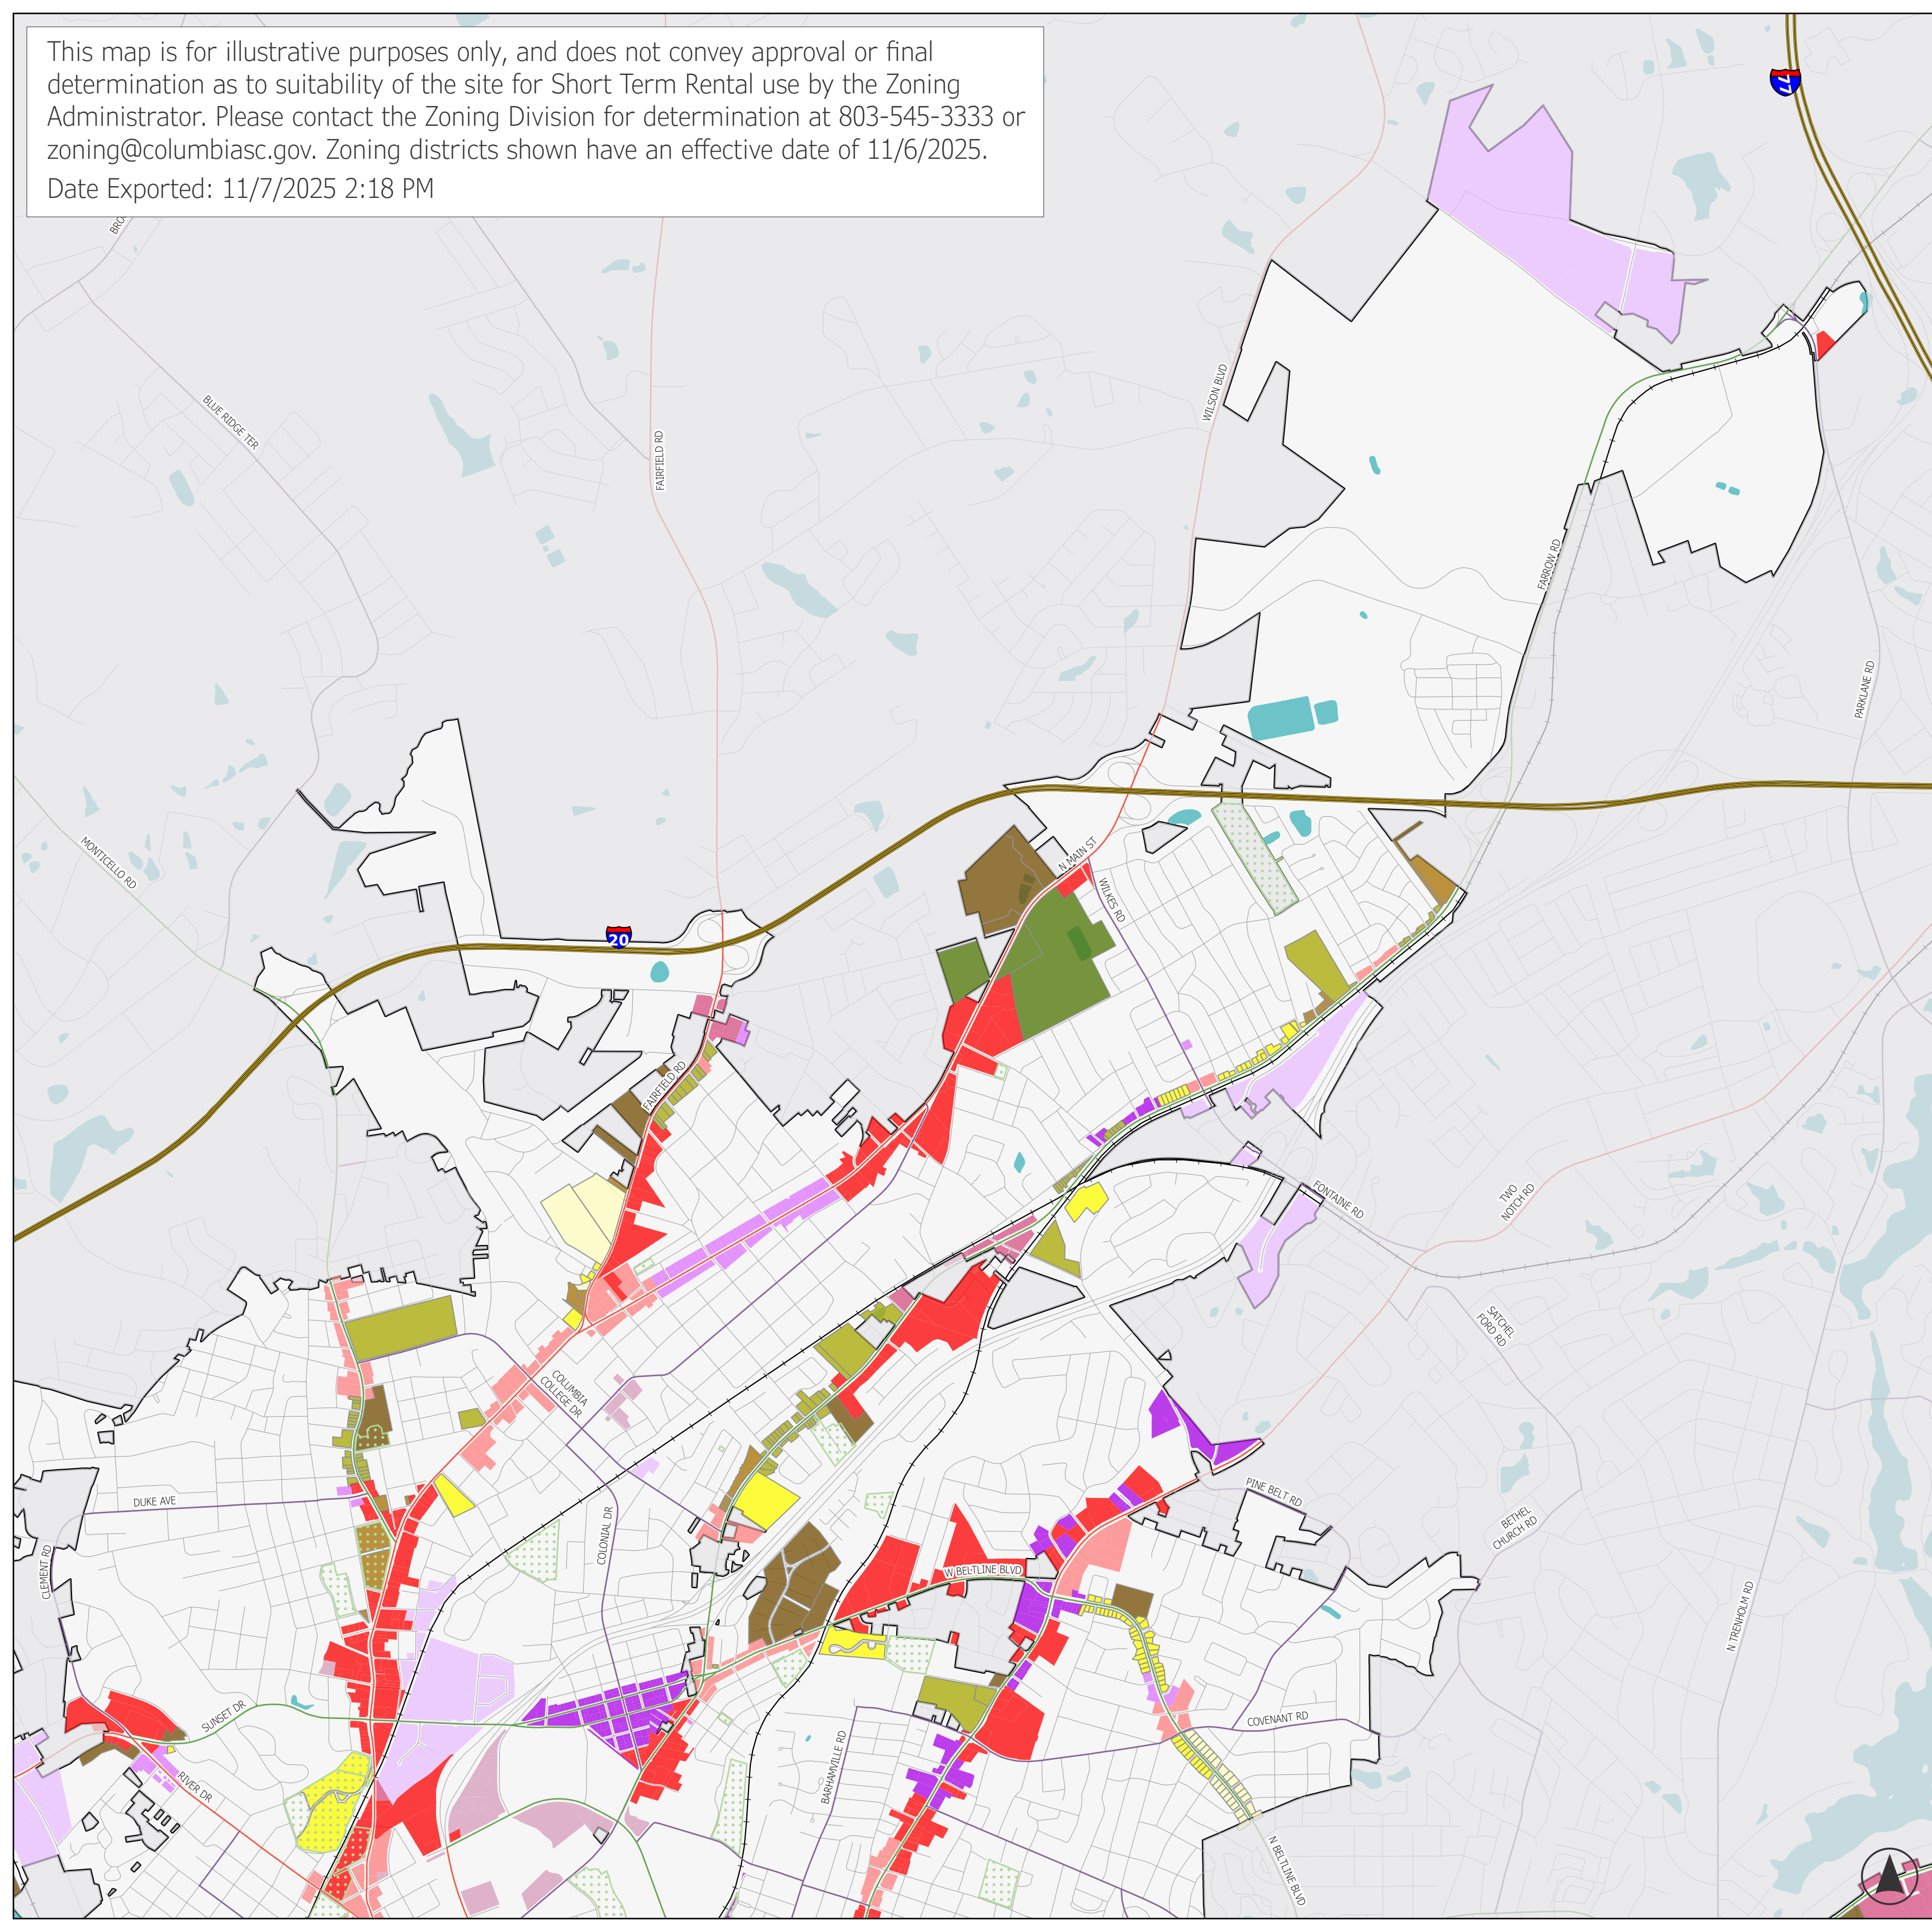 This map is for illustrative purposes only, and does not convey approval or final
determination as to suitability of the site for Short Term Rental use by the Zoning
Administrator. Please contact the Zoning Division for determination at 803-545-3333 or
zoning@columbiasc.gov. Zoning districts shown have an effective date of 11/6/2025.
Date Exported: 11/7/2025 2:18 PM
77
BRO
BLUE RIDGE TER
FAIRFIELD RD
WILSON BLVD
FARROW RD
PARKLANE RD
MONTICELLO RD
N MAIN ST
WILKES RD
20
FAIRFIELD RD
FONTAINE RD
TWO
NOTCH RD
SATCHEL
FORD RD
COLUMBIA
COLLEGE DR
DUKE AVE
PINE BELT RD
BETHEL
CHURCH RD
COLONIAL DR
CLEMENT RD
W BELTLINE BLVD
N TRENHOLM RD
SUNSET DR
COVENANT RD
BARHAMVILLE RD
RIVER DR
N BELTLINE BLVD